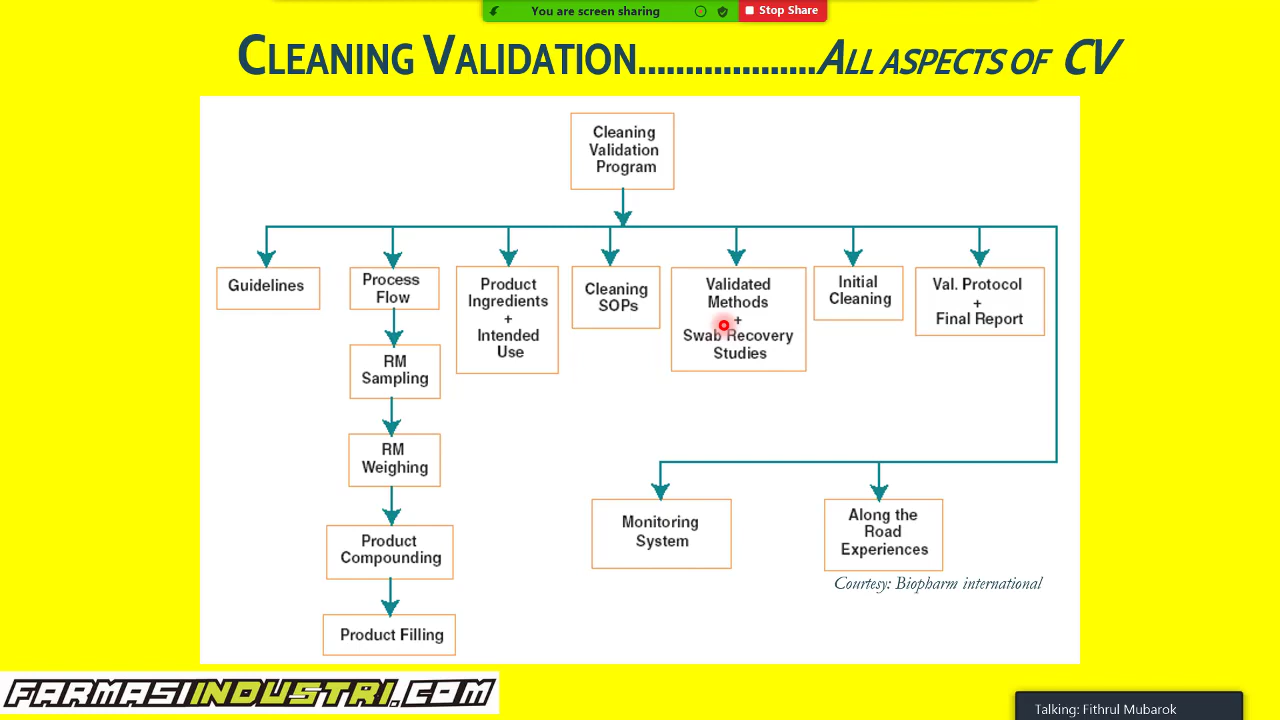 You are screen sharing
Stop Share
CLEANING VALIDATION...................ALL ASPECTS OF CV
Cleaning
Validation
Program
Guidelines
Process
Flow
Product
Ingredients
+
Intended
Use
Cleaning
SOPs
Validated
Methods
+
Swab Recovery
Studies
Initial
Cleaning
Val. Protocol
+
Final Report
RM
Sampling
RM
Weighing
Product
Compounding
Product Filling
Monitoring
System
Along the
Road
Experiences
Courtesy: Biopharm international
FARMASIINDUSTRI.COM
Talking: Fithrul Mubarok